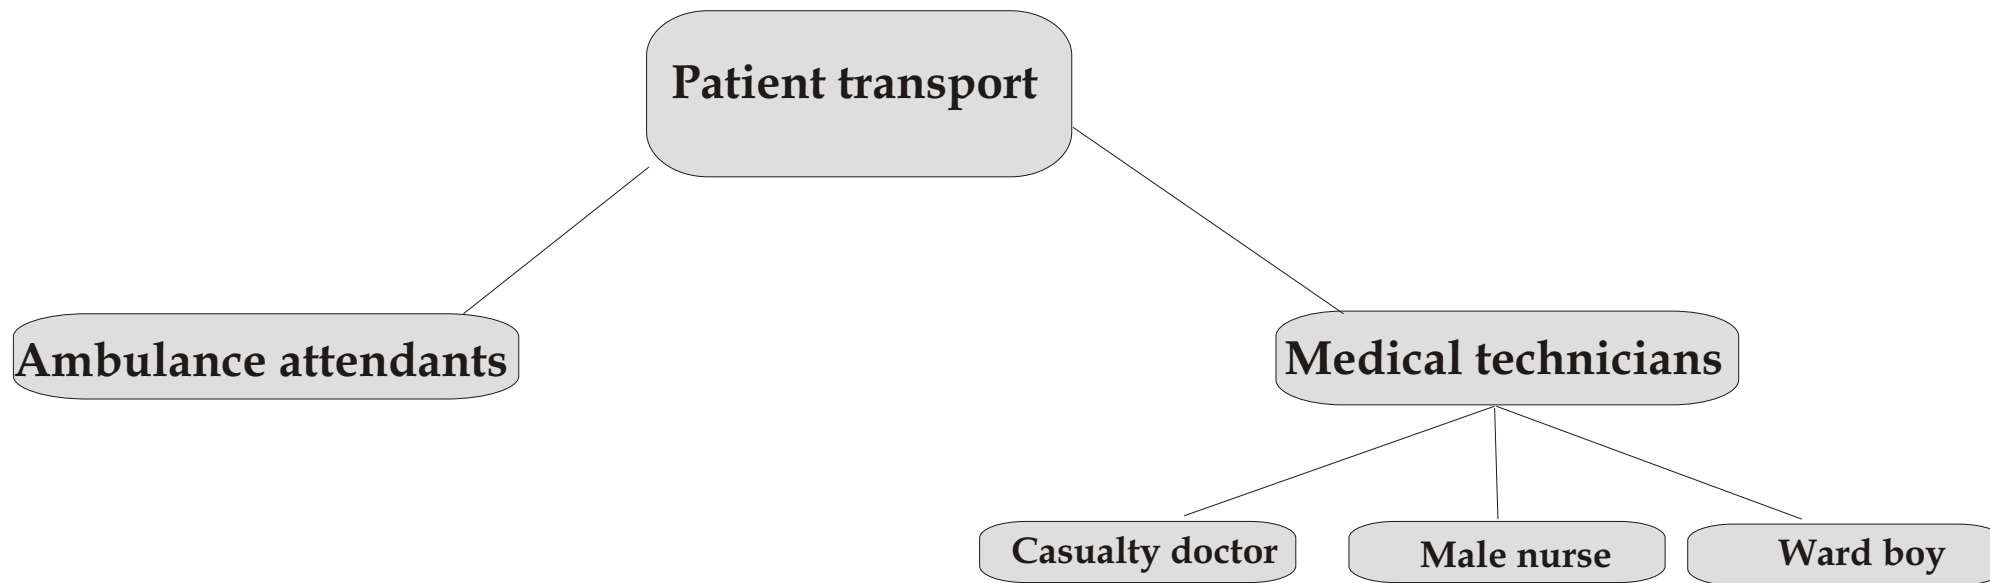 Patient transport
Ambulance attendants
Medical technicians
Casualty doctor
Male nurse
Ward boy